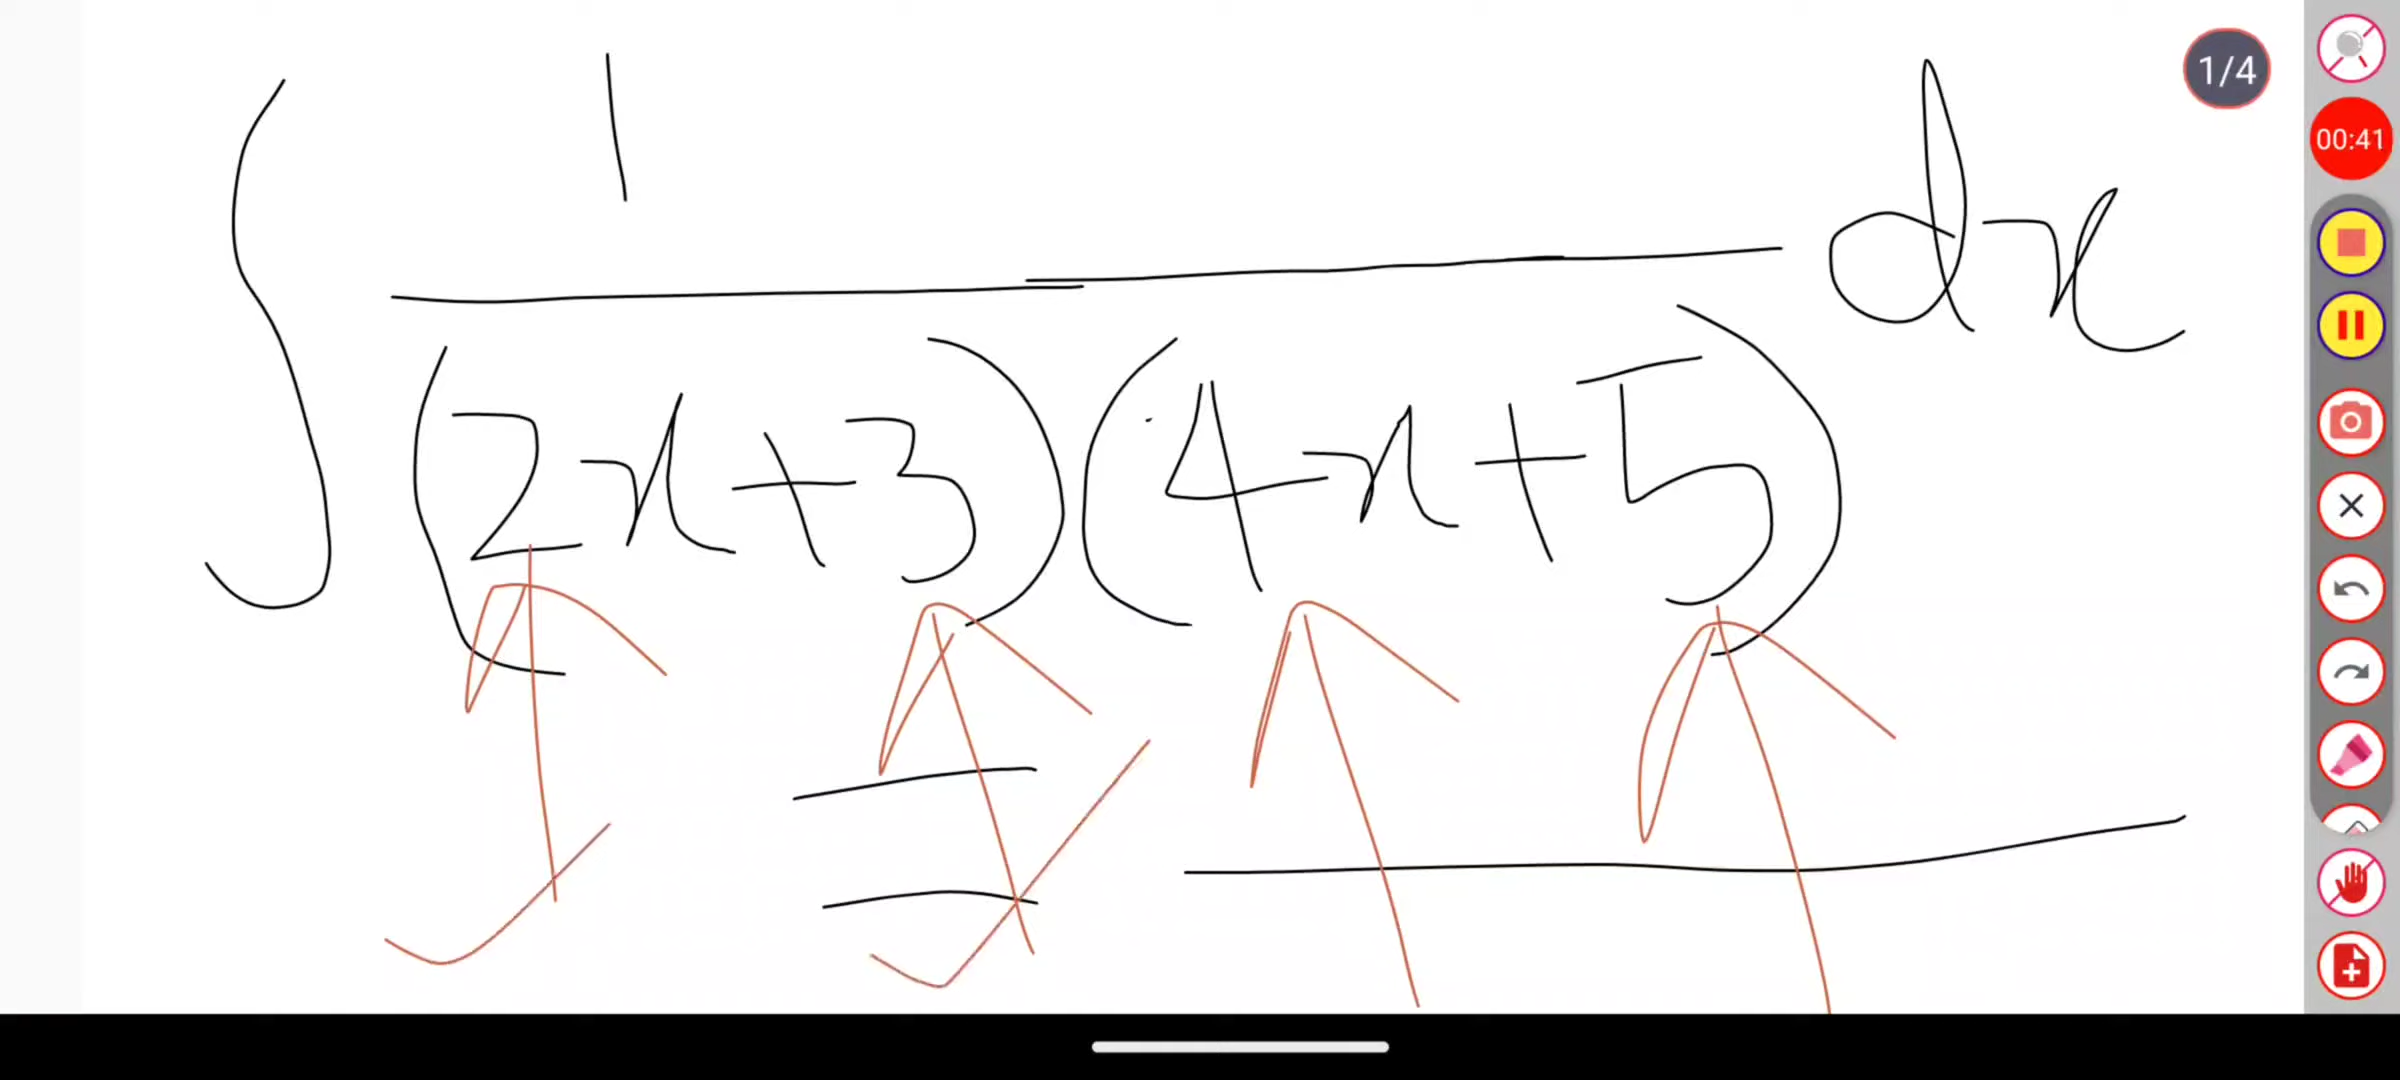 ∫ 1 / (2x+3)(4x+5) dx
=
1/4
00:41